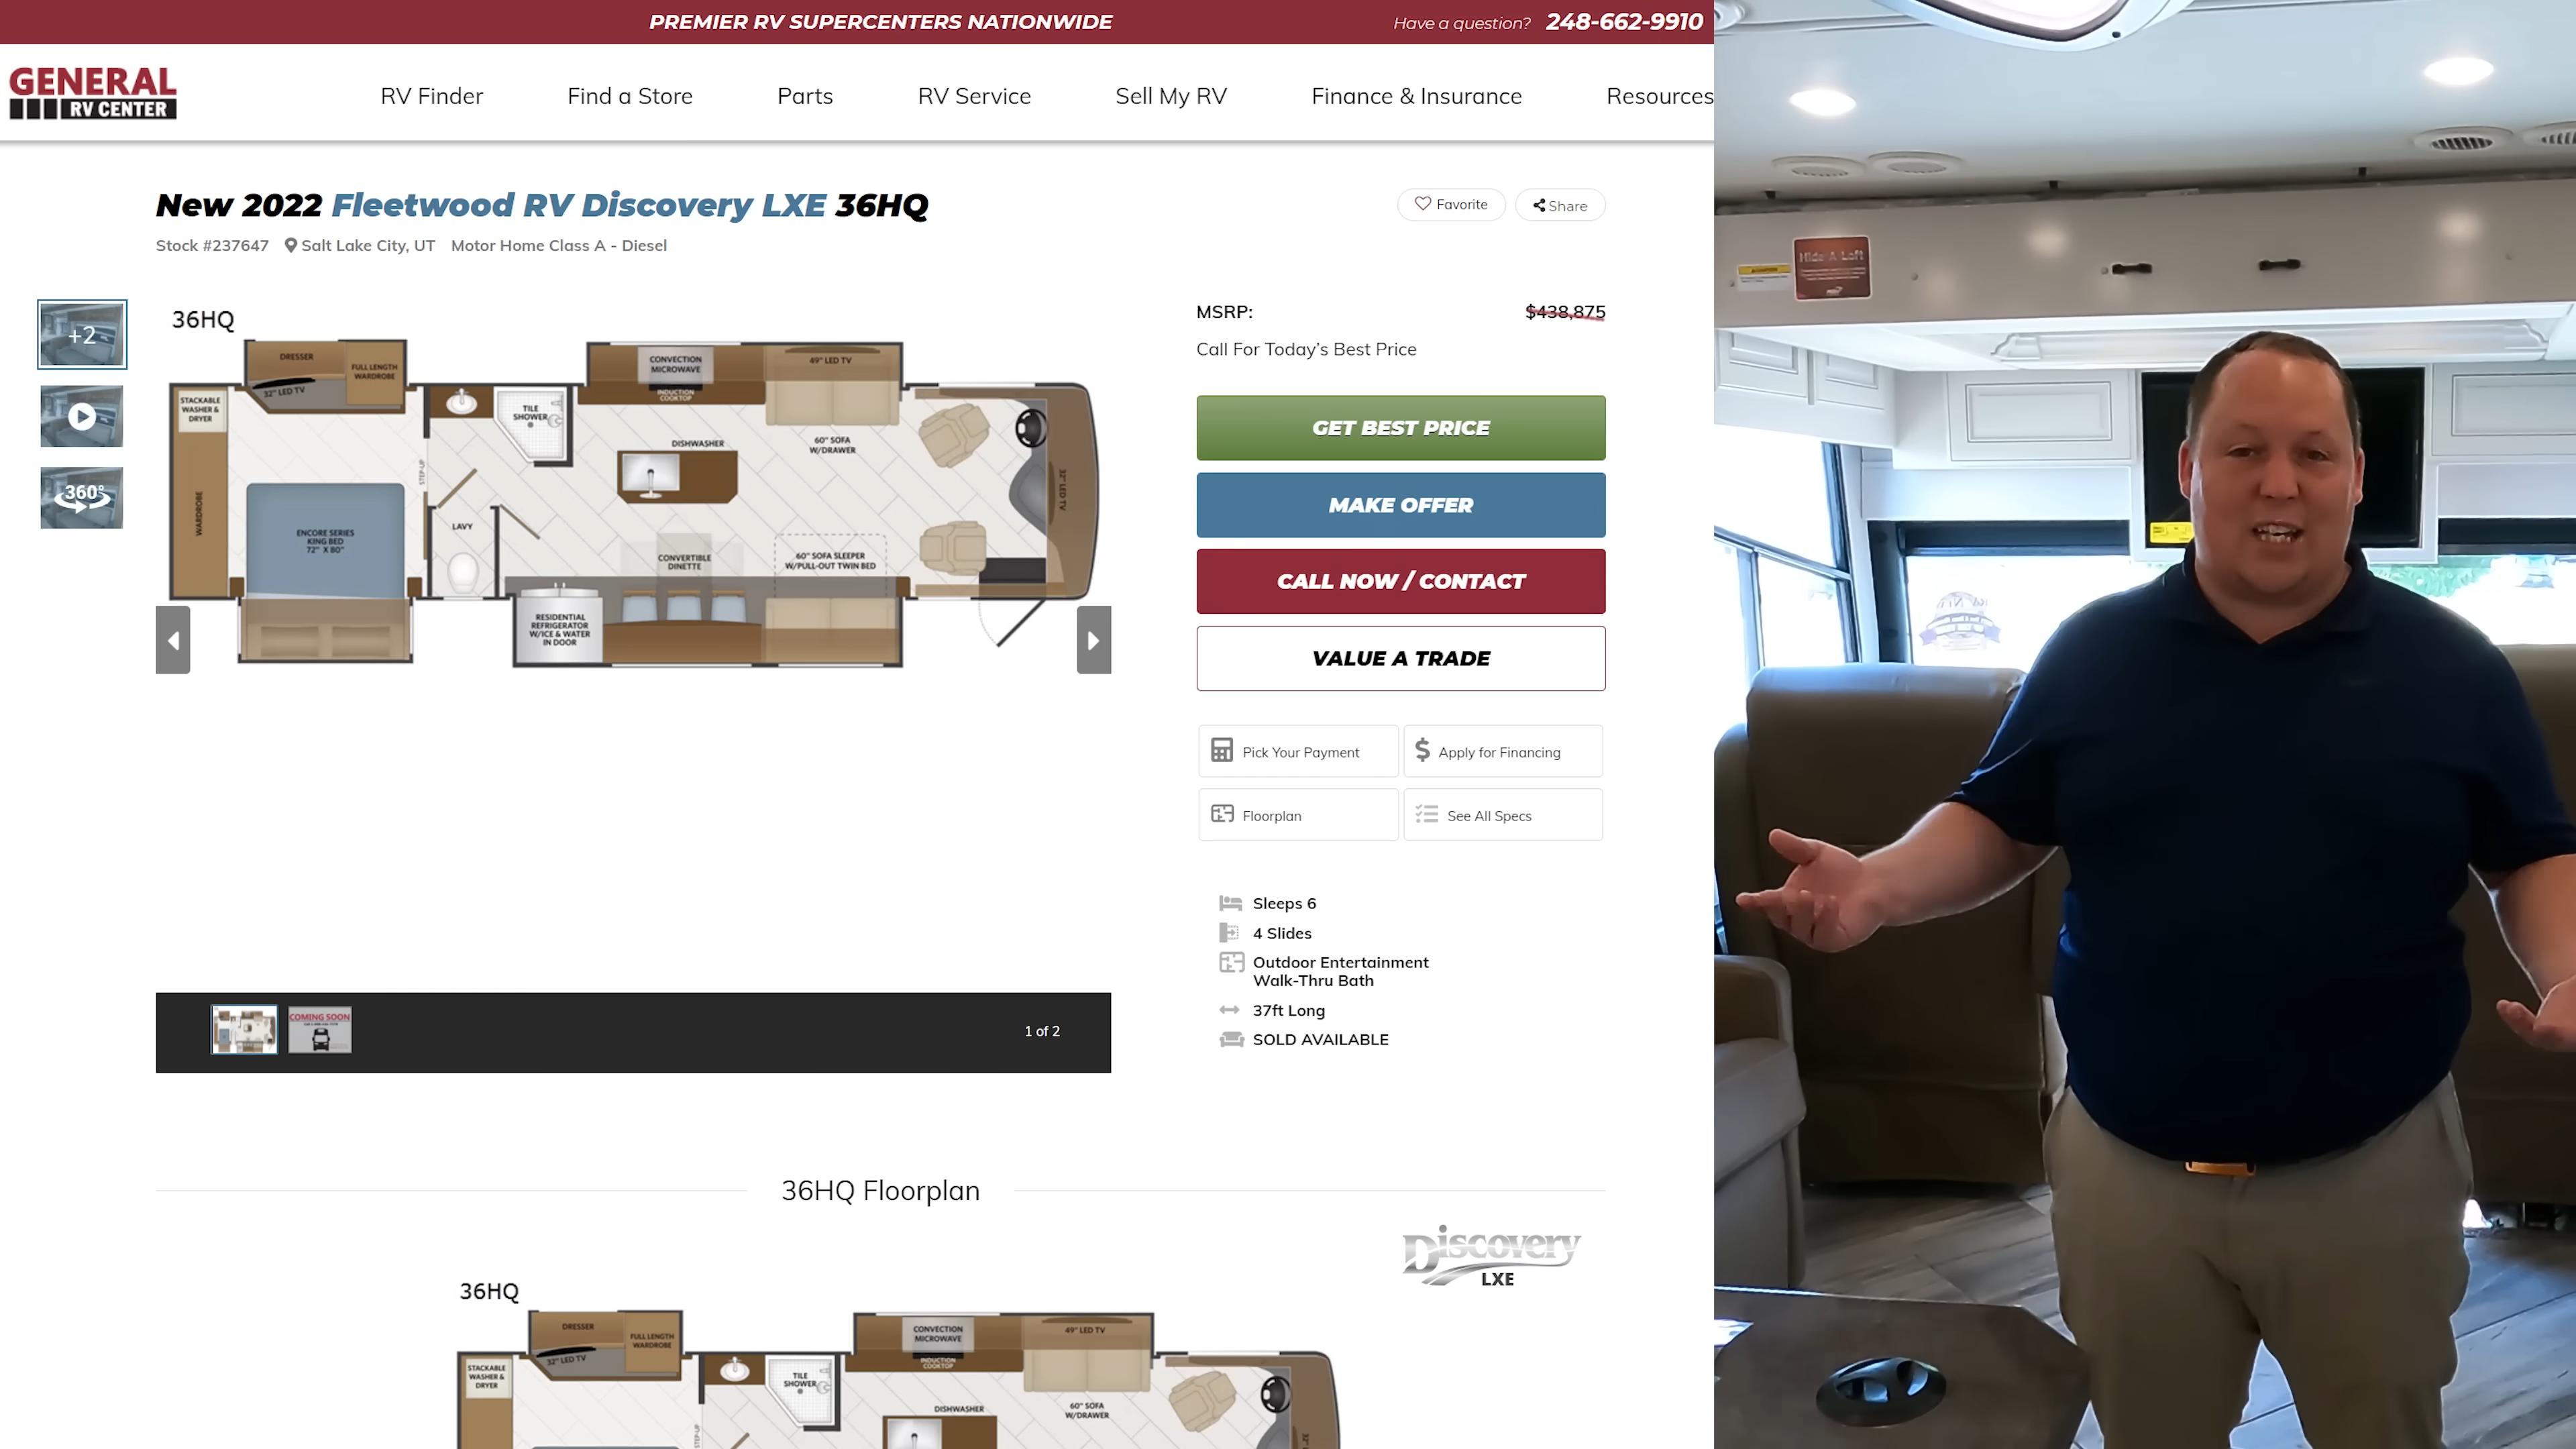 PREMIER RV SUPERCENTERS NATIONWIDE
Have a question? 248-662-9910
GENERAL
RV CENTER
RV Finder
Find a Store
Parts
RV Service
Sell My RV
Finance & Insurance
Resources
New 2022 Fleetwood RV Discovery LXE 36HQ
Stock #237647 Salt Lake City, UT Motor Home Class A - Diesel
Favorite
Share
+2
360°
36HQ
DRESSER
32" LED TV
FULL LENGTH
WARDROBE
STACKABLE
WASHER &
DRYER
WARDROBE
ENCORE SERIES
KING BED
72" X 80"
STEP-UP
LAVY
TILE
SHOWER
CONVECTION
MICROWAVE
INDUCTION
COOKTOP
49" LED TV
DISHWASHER
60" SOFA
W/DRAWER
CONVERTIBLE
DINETTE
60" SOFA SLEEPER
W/PULL-OUT TWIN BED
RESIDENTIAL
REFRIGERATOR
W/ICE & WATER
IN DOOR
32" LED TV
MSRP: $438,875
Call For Today's Best Price
GET BEST PRICE
MAKE OFFER
CALL NOW / CONTACT
VALUE A TRADE
Pick Your Payment
Apply for Financing
Floorplan
See All Specs
Sleeps 6
4 Slides
Outdoor Entertainment
Walk-Thru Bath
37ft Long
SOLD AVAILABLE
COMING SOON
1 of 2
36HQ Floorplan
Discovery
LXE
36HQ
DRESSER
32" LED TV
FULL LENGTH
WARDROBE
STACKABLE
WASHER &
DRYER
STEP-UP
TILE
SHOWER
CONVECTION
MICROWAVE
INDUCTION
COOKTOP
49" LED TV
DISHWASHER
60" SOFA
W/DRAWER
Hide A Loft